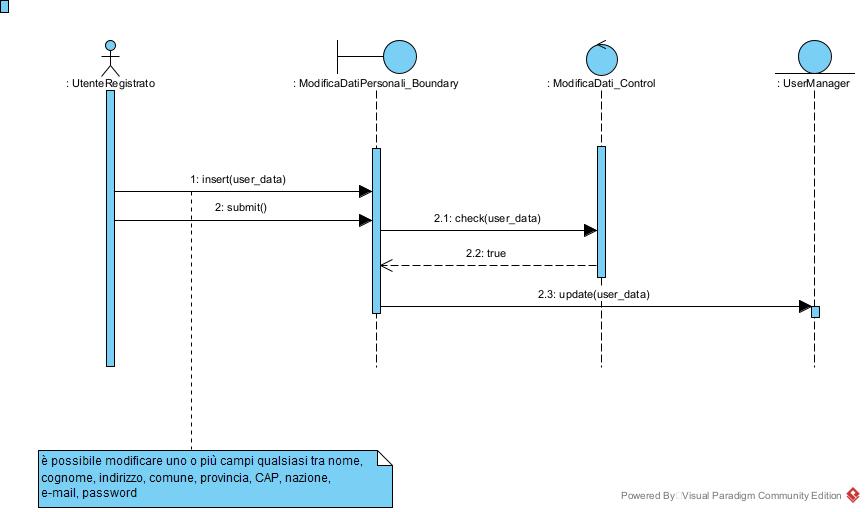 : UtenteRegistrato
: ModificaDatiPersonali_Boundary
: ModificaDati_Control
: UserManager
1: insert(user_data)
2: submit()
2.1: check(user_data)
2.2: true
2.3: update(user_data)
è possibile modificare uno o più campi qualsiasi tra nome,
cognome, indirizzo, comune, provincia, CAP, nazione,
e-mail, password
Powered By Visual Paradigm Community Edition